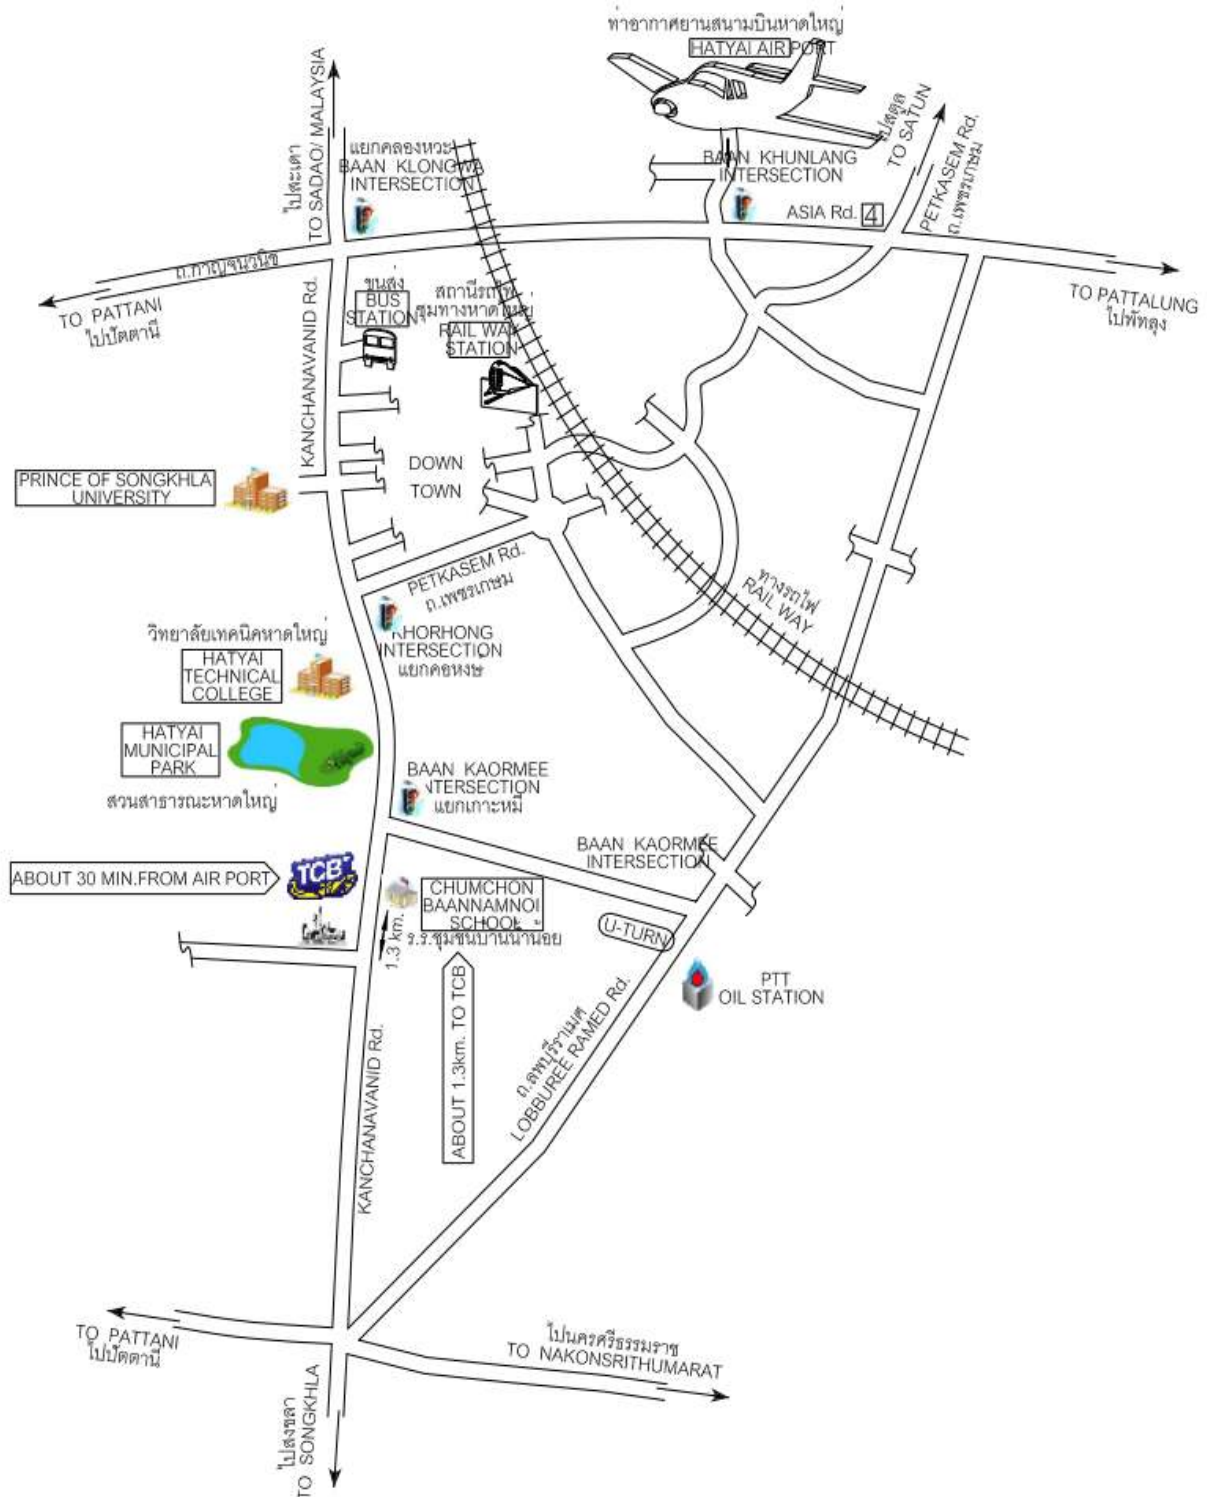 ท่าอากาศยานสนามบินหาดใหญ่
HATYAI AIR PORT
ไปสะเดา
TO SADAO/ MALAYSIA
แยกคลองหวะ
BAAN KLONGWA
INTERSECTION
BAAN KHUNLANG
INTERSECTION
ไปสตูล
TO SATUN
PETKASEM Rd.
ถ.เพชรเกษม
ASIA Rd. 4
ถ.กาญจนวนิช
TO PATTANI
ไปปัตตานี
TO PATTALUNG
ไปพัทลุง
KANCHANAVANID Rd.
ขนส่ง
BUS
STATION
สถานีรถไฟ
ชุมทางหาดใหญ่
RAIL WAY
STATION
DOWN
TOWN
PRINCE OF SONGKHLA
UNIVERSITY
PETKASEM Rd.
ถ.เพชรเกษม
ทางรถไฟ
RAIL WAY
KHORHONG
INTERSECTION
แยกคอหงษ์
วิทยาลัยเทคนิคหาดใหญ่
HATYAI
TECHNICAL
COLLEGE
HATYAI
MUNICIPAL
PARK
สวนสาธารณะหาดใหญ่
BAAN KAORMEE
INTERSECTION
แยกเกาะหมี
BAAN KAORMEE
INTERSECTION
ABOUT 30 MIN.FROM AIR PORT
TCB
CHUMCHON
BAANNAMNOI
SCHOOL
ร.ร.ชุมชนบ้านน้ำน้อย
1.3 km.
U-TURN
PTT
OIL STATION
ABOUT 1.3km. TO TCB
ถ.ลพบุรีราเมศ
LOBBUREE RAMED Rd.
KANCHANAVANID Rd.
TO PATTANI
ไปปัตตานี
ไปนครศรีธรรมราช
TO NAKONSRITHUMARAT
ไปสงขลา
TO SONGKHLA